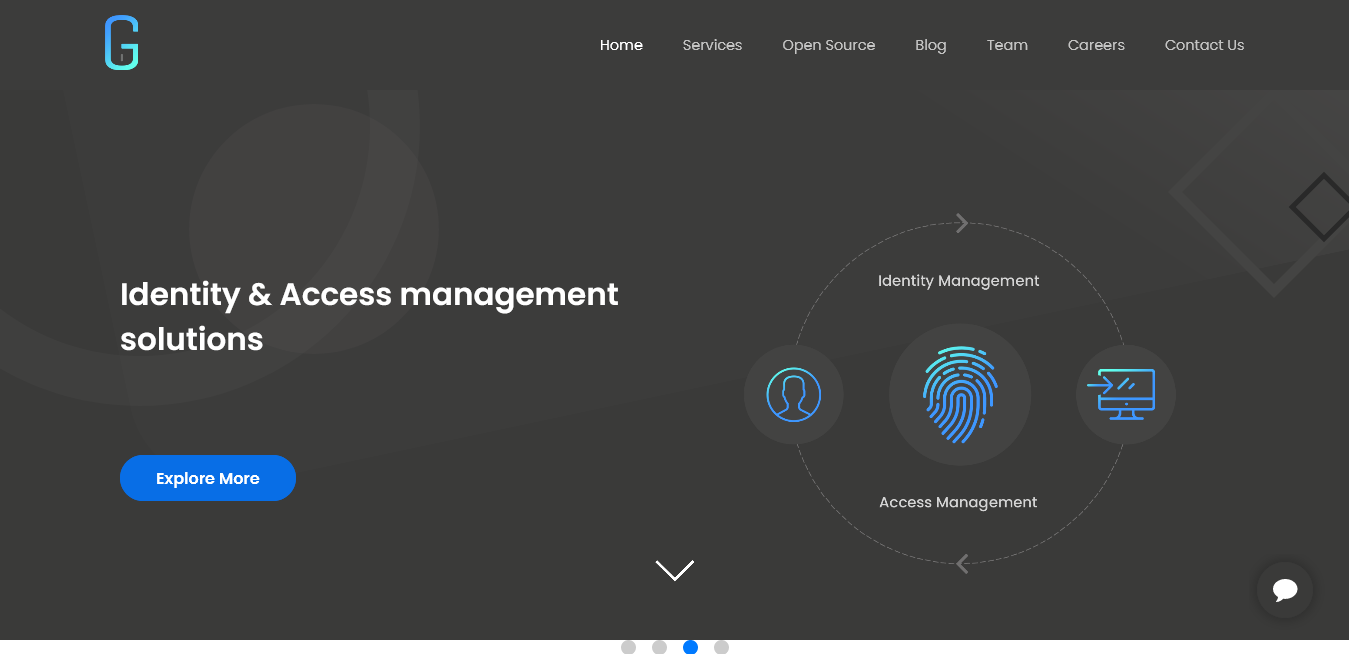 G
Home Services Open Source Blog Team Careers Contact Us
Identity & Access management
solutions
Explore More
Identity Management
Access Management